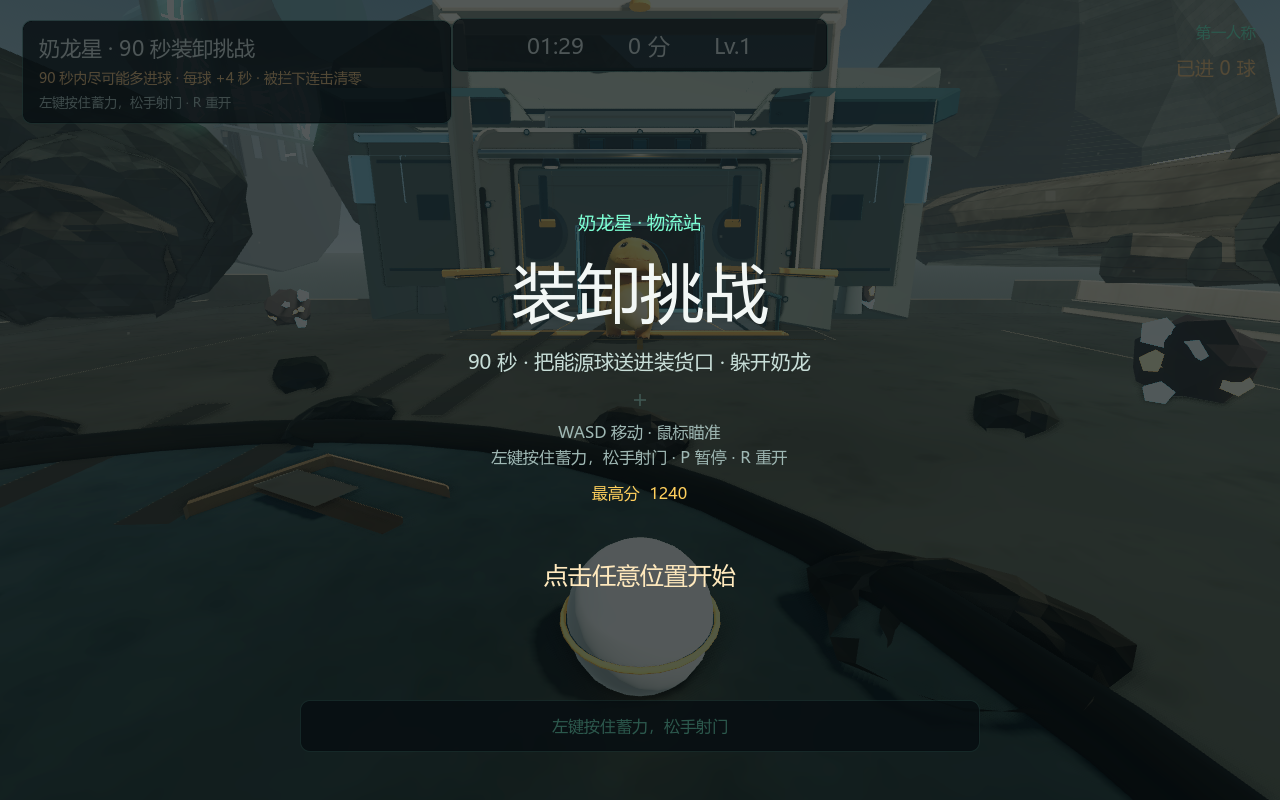 奶龙星 · 90 秒装卸挑战
90 秒内尽可能多进球 · 每球 +4 秒 · 被拦下连击清零
左键按住蓄力，松手射门 · R 重开
01:29 0 分 Lv.1
第一人称
已进 0 球
奶龙星 · 物流站
装卸挑战
90 秒 · 把能源球送进装货口 · 躲开奶龙
WASD 移动 · 鼠标瞄准
左键按住蓄力，松手射门 · P 暂停 · R 重开
最高分 1240
点击任意位置开始
左键按住蓄力，松手射门